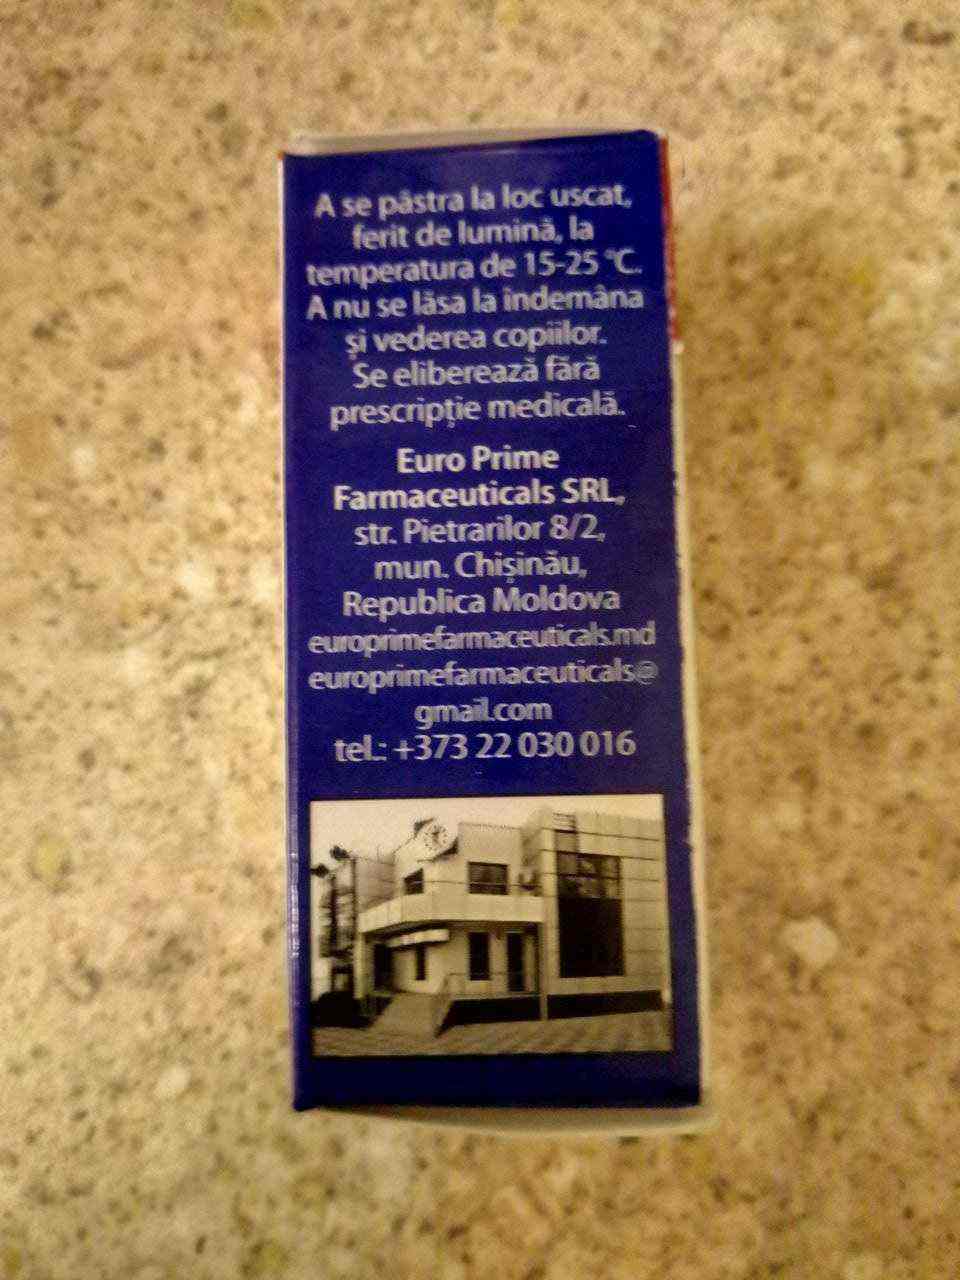 A se păstra la loc uscat,
ferit de lumină, la
temperatura de 15-25 °C.
A nu se lăsa la îndemâna
și vederea copiilor.
Se eliberează fără
prescripție medicală.
Euro Prime
Farmaceuticals SRL,
str. Pietrarilor 8/2,
mun. Chișinău,
Republica Moldova
europrimefarmaceuticals.md
europrimefarmaceuticals@
gmail.com
tel.: +373 22 030 016